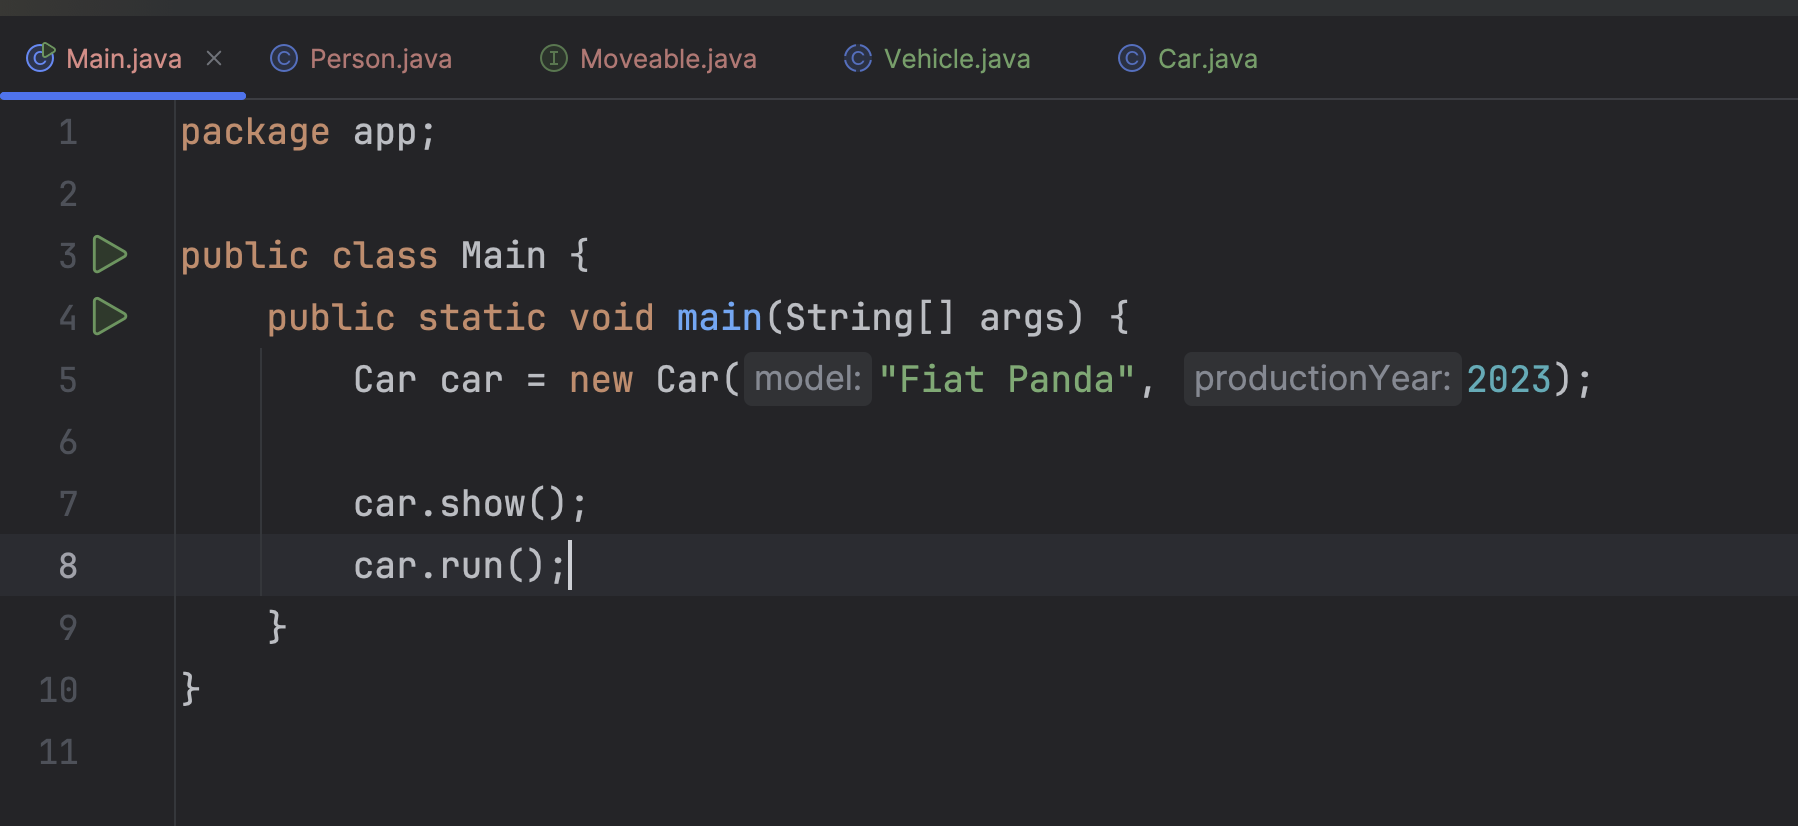 Main.java Person.java Moveable.java Vehicle.java Car.java
1 package app;
2
3 public class Main {
4 public static void main(String[] args) {
5 Car car = new Car( model: "Fiat Panda", productionYear: 2023);
6
7 car.show();
8 car.run();
9 }
10 }
11